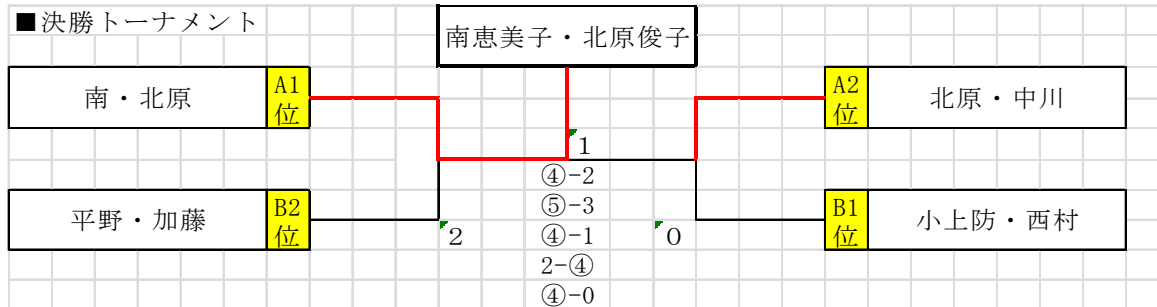 ■決勝トーナメント
南恵美子・北原俊子
南・北原
A1
位
A2
位
北原・中川
1
④-2
⑤-3
④-1
2-④
④-0
平野・加藤
B2
位
2
0
B1
位
小上防・西村